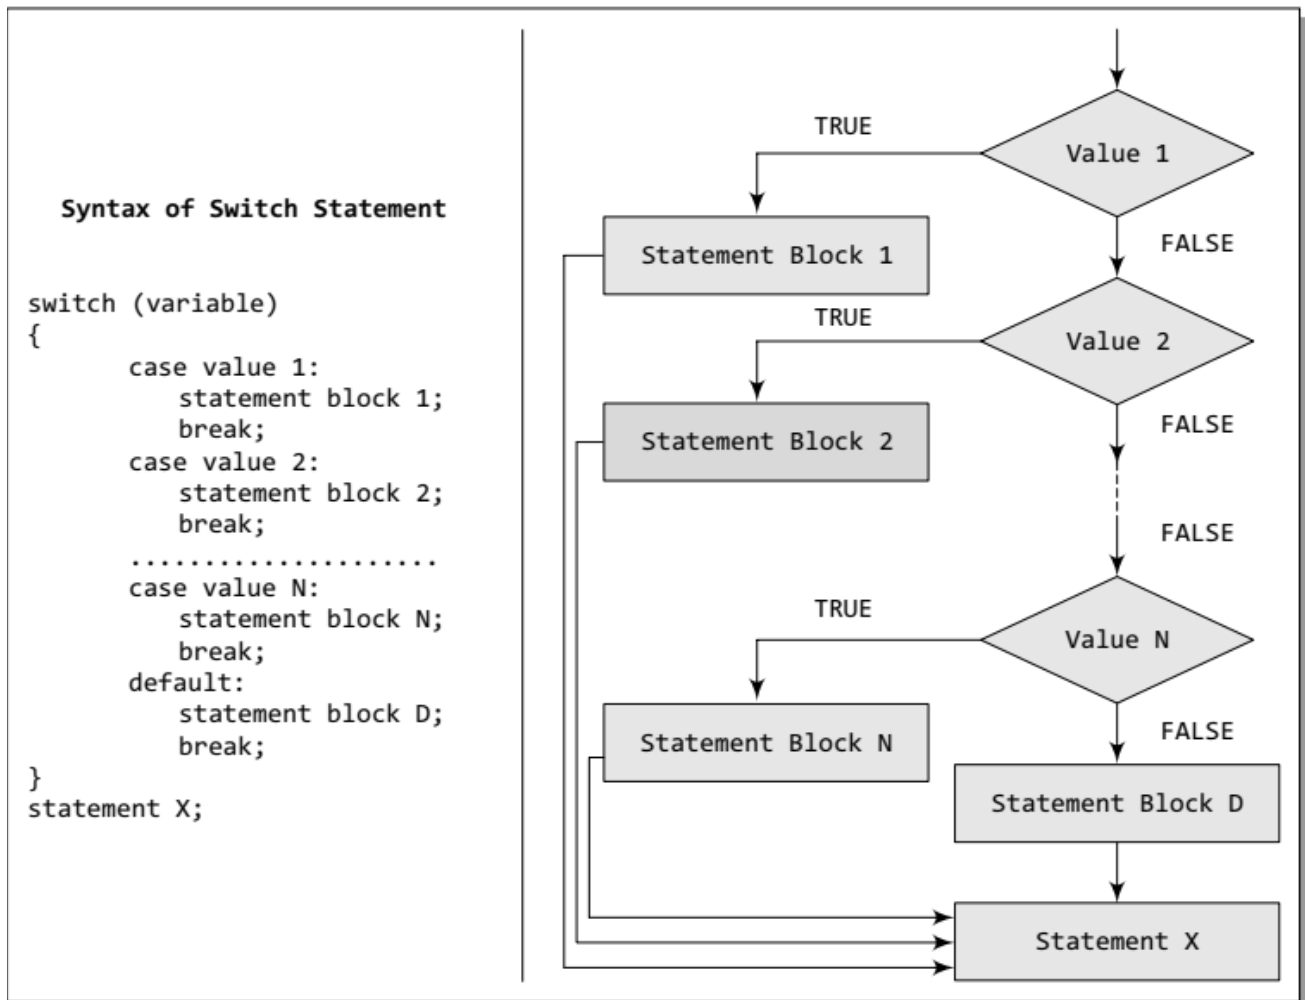 Syntax of Switch Statement
switch (variable)
{
case value 1:
statement block 1;
break;
case value 2:
statement block 2;
break;
.....................
case value N:
statement block N;
break;
default:
statement block D;
break;
}
statement X;
TRUE
Value 1
Statement Block 1
FALSE
TRUE
Value 2
Statement Block 2
FALSE
FALSE
TRUE
Value N
Statement Block N
FALSE
Statement Block D
Statement X